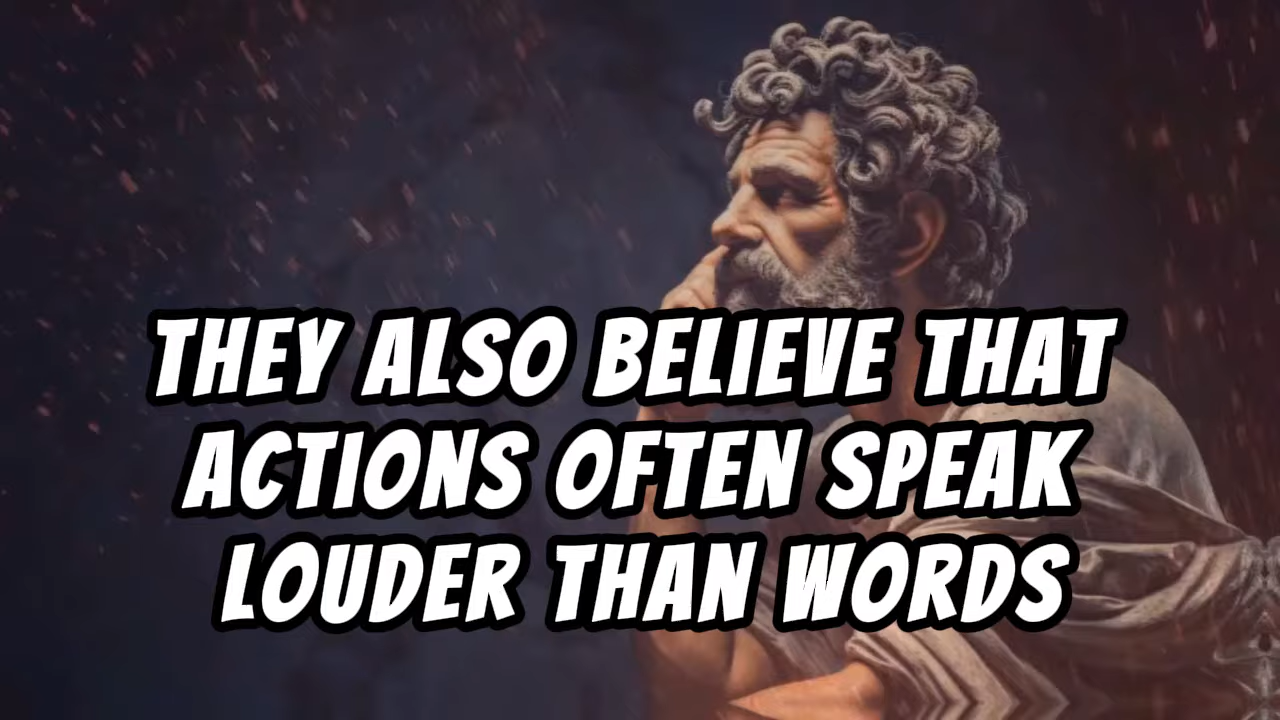 THEY ALSO BELIEVE THAT
ACTIONS OFTEN SPEAK
LOUDER THAN WORDS